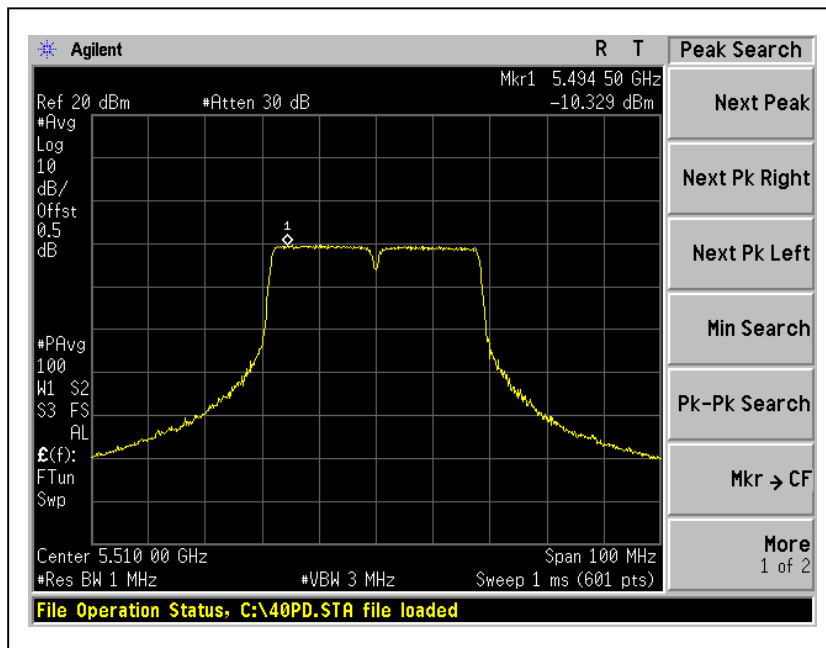 Agilent R T Peak Search
Mkr1 5.494 50 GHz
Ref 20 dBm #Atten 30 dB -10.329 dBm
#Avg
Log
10
dB/
Offst
0.5
dB
1
#PAvg
100
W1 S2
S3 FS
AL
£(f):
FTun
Swp
Center 5.510 00 GHz Span 100 MHz
#Res BW 1 MHz #VBW 3 MHz Sweep 1 ms (601 pts)
File Operation Status, C:\40PD.STA file loaded
Next Peak
Next Pk Right
Next Pk Left
Min Search
Pk-Pk Search
Mkr → CF
More
1 of 2